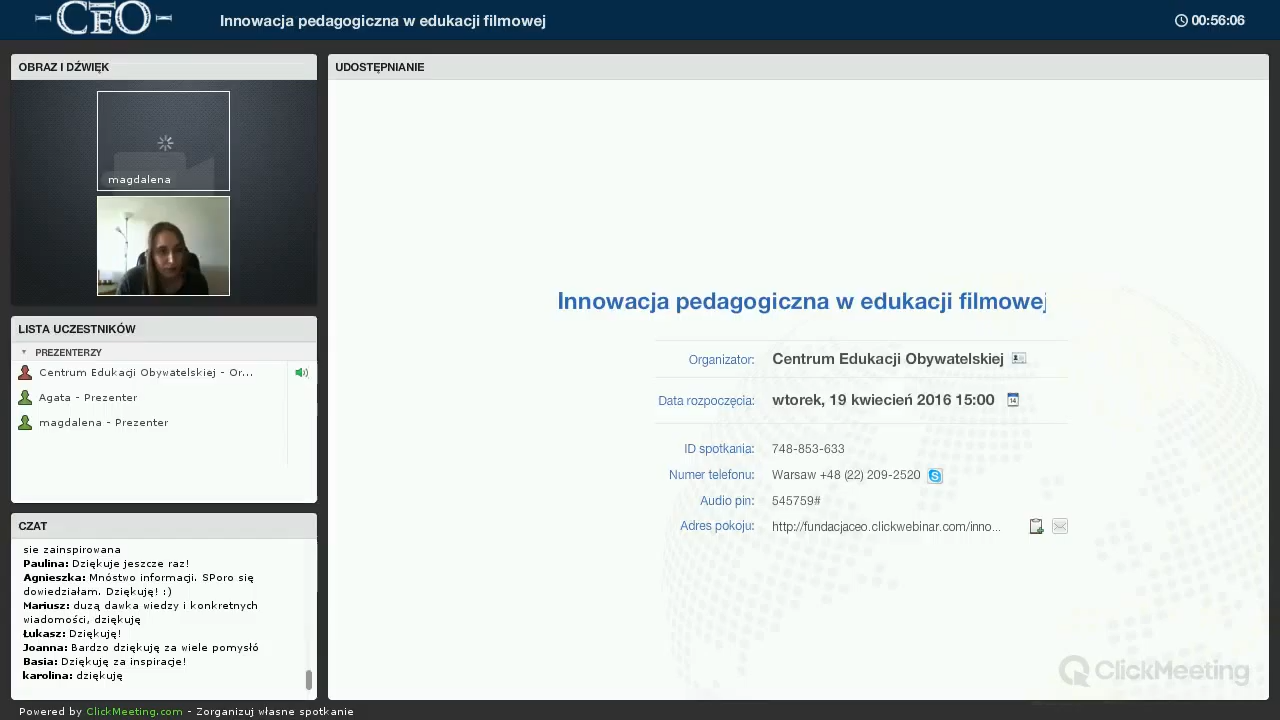 CEO
Innowacja pedagogiczna w edukacji filmowej
00:56:06
OBRAZ I DŹWIĘK
magdalena
LISTA UCZESTNIKÓW
PREZENTERZY
Centrum Edukacji Obywatelskiej - Or...
Agata - Prezenter
magdalena - Prezenter
CZAT
sie zainspirowana
Paulina: Dziękuje jeszcze raz!
Agnieszka: Mnóstwo informacji. SPoro się
dowiedziałam. Dziękuję! :)
Mariusz: duzą dawka wiedzy i konkretnych
wiadomości, dziękuję
Łukasz: Dziękuję!
Joanna: Bardzo dziękuję za wiele pomysłó
Basia: Dziękuję za inspiracje!
karolina: dziękuję
UDOSTĘPNIANIE
Innowacja pedagogiczna w edukacji filmowej
Organizator: Centrum Edukacji Obywatelskiej
Data rozpoczęcia: wtorek, 19 kwiecień 2016 15:00
14
ID spotkania: 748-853-633
Numer telefonu: Warsaw +48 (22) 209-2520
Audio pin: 545759#
Adres pokoju: http://fundacjaceo.clickwebinar.com/inno...
ClickMeeting
Powered by ClickMeeting.com - Zorganizuj własne spotkanie